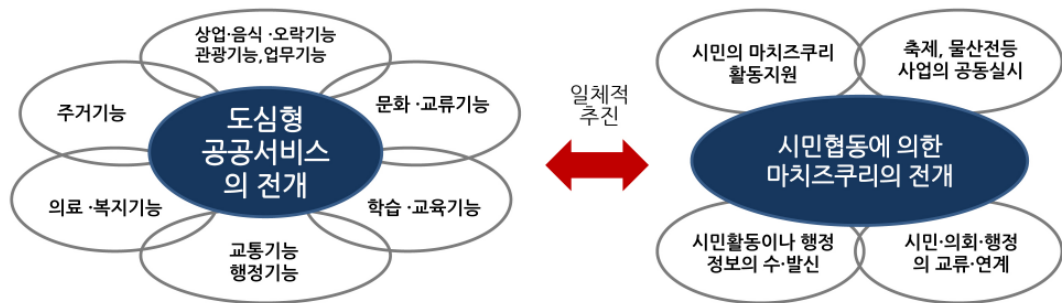 상업·음식 ·오락기능
관광기능,업무기능
주거기능
문화 ·교류기능
도심형
공공서비스
의 전개
의료 ·복지기능
학습 ·교육기능
교통기능
행정기능
일체적
추진
시민의 마치즈쿠리
활동지원
축제, 물산전등
사업의 공동실시
시민협동에 의한
마치즈쿠리의 전개
시민활동이나 행정
정보의 수·발신
시민·의회·행정
의 교류·연계